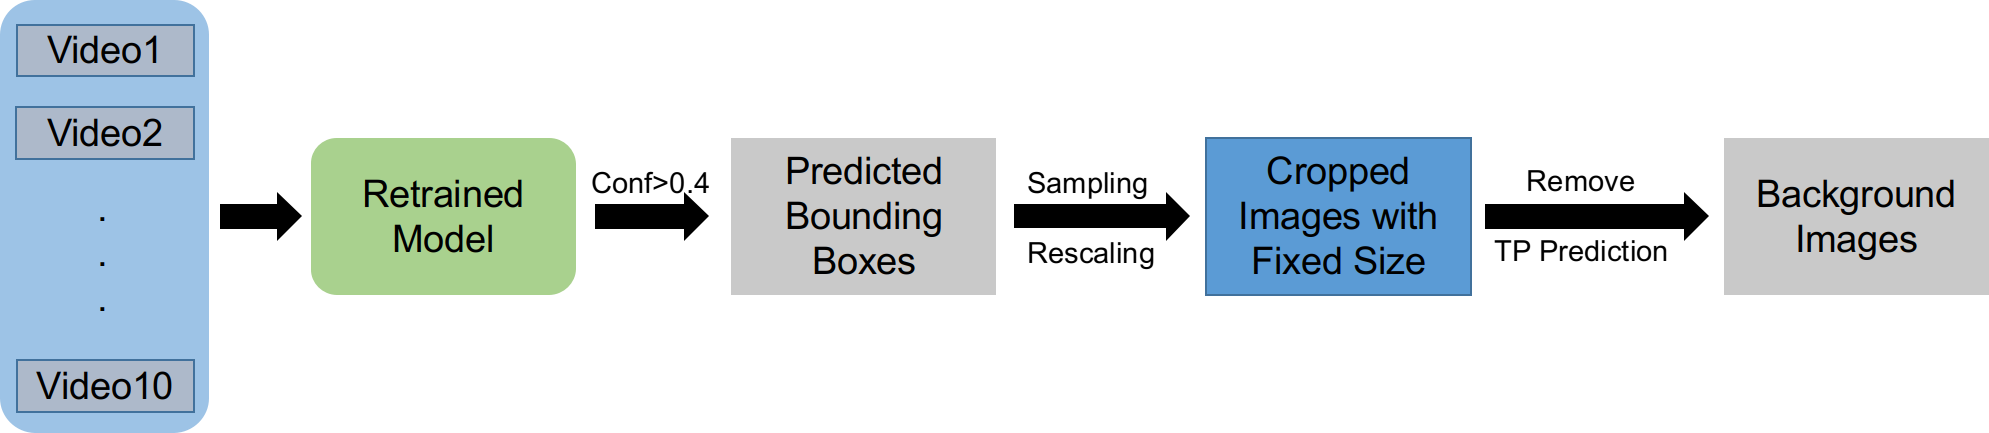 Video1
Video2
.
.
.
Video10
Retrained
Model
Conf>0.4
Predicted
Bounding
Boxes
Sampling
Rescaling
Cropped
Images with
Fixed Size
Remove
TP Prediction
Background
Images